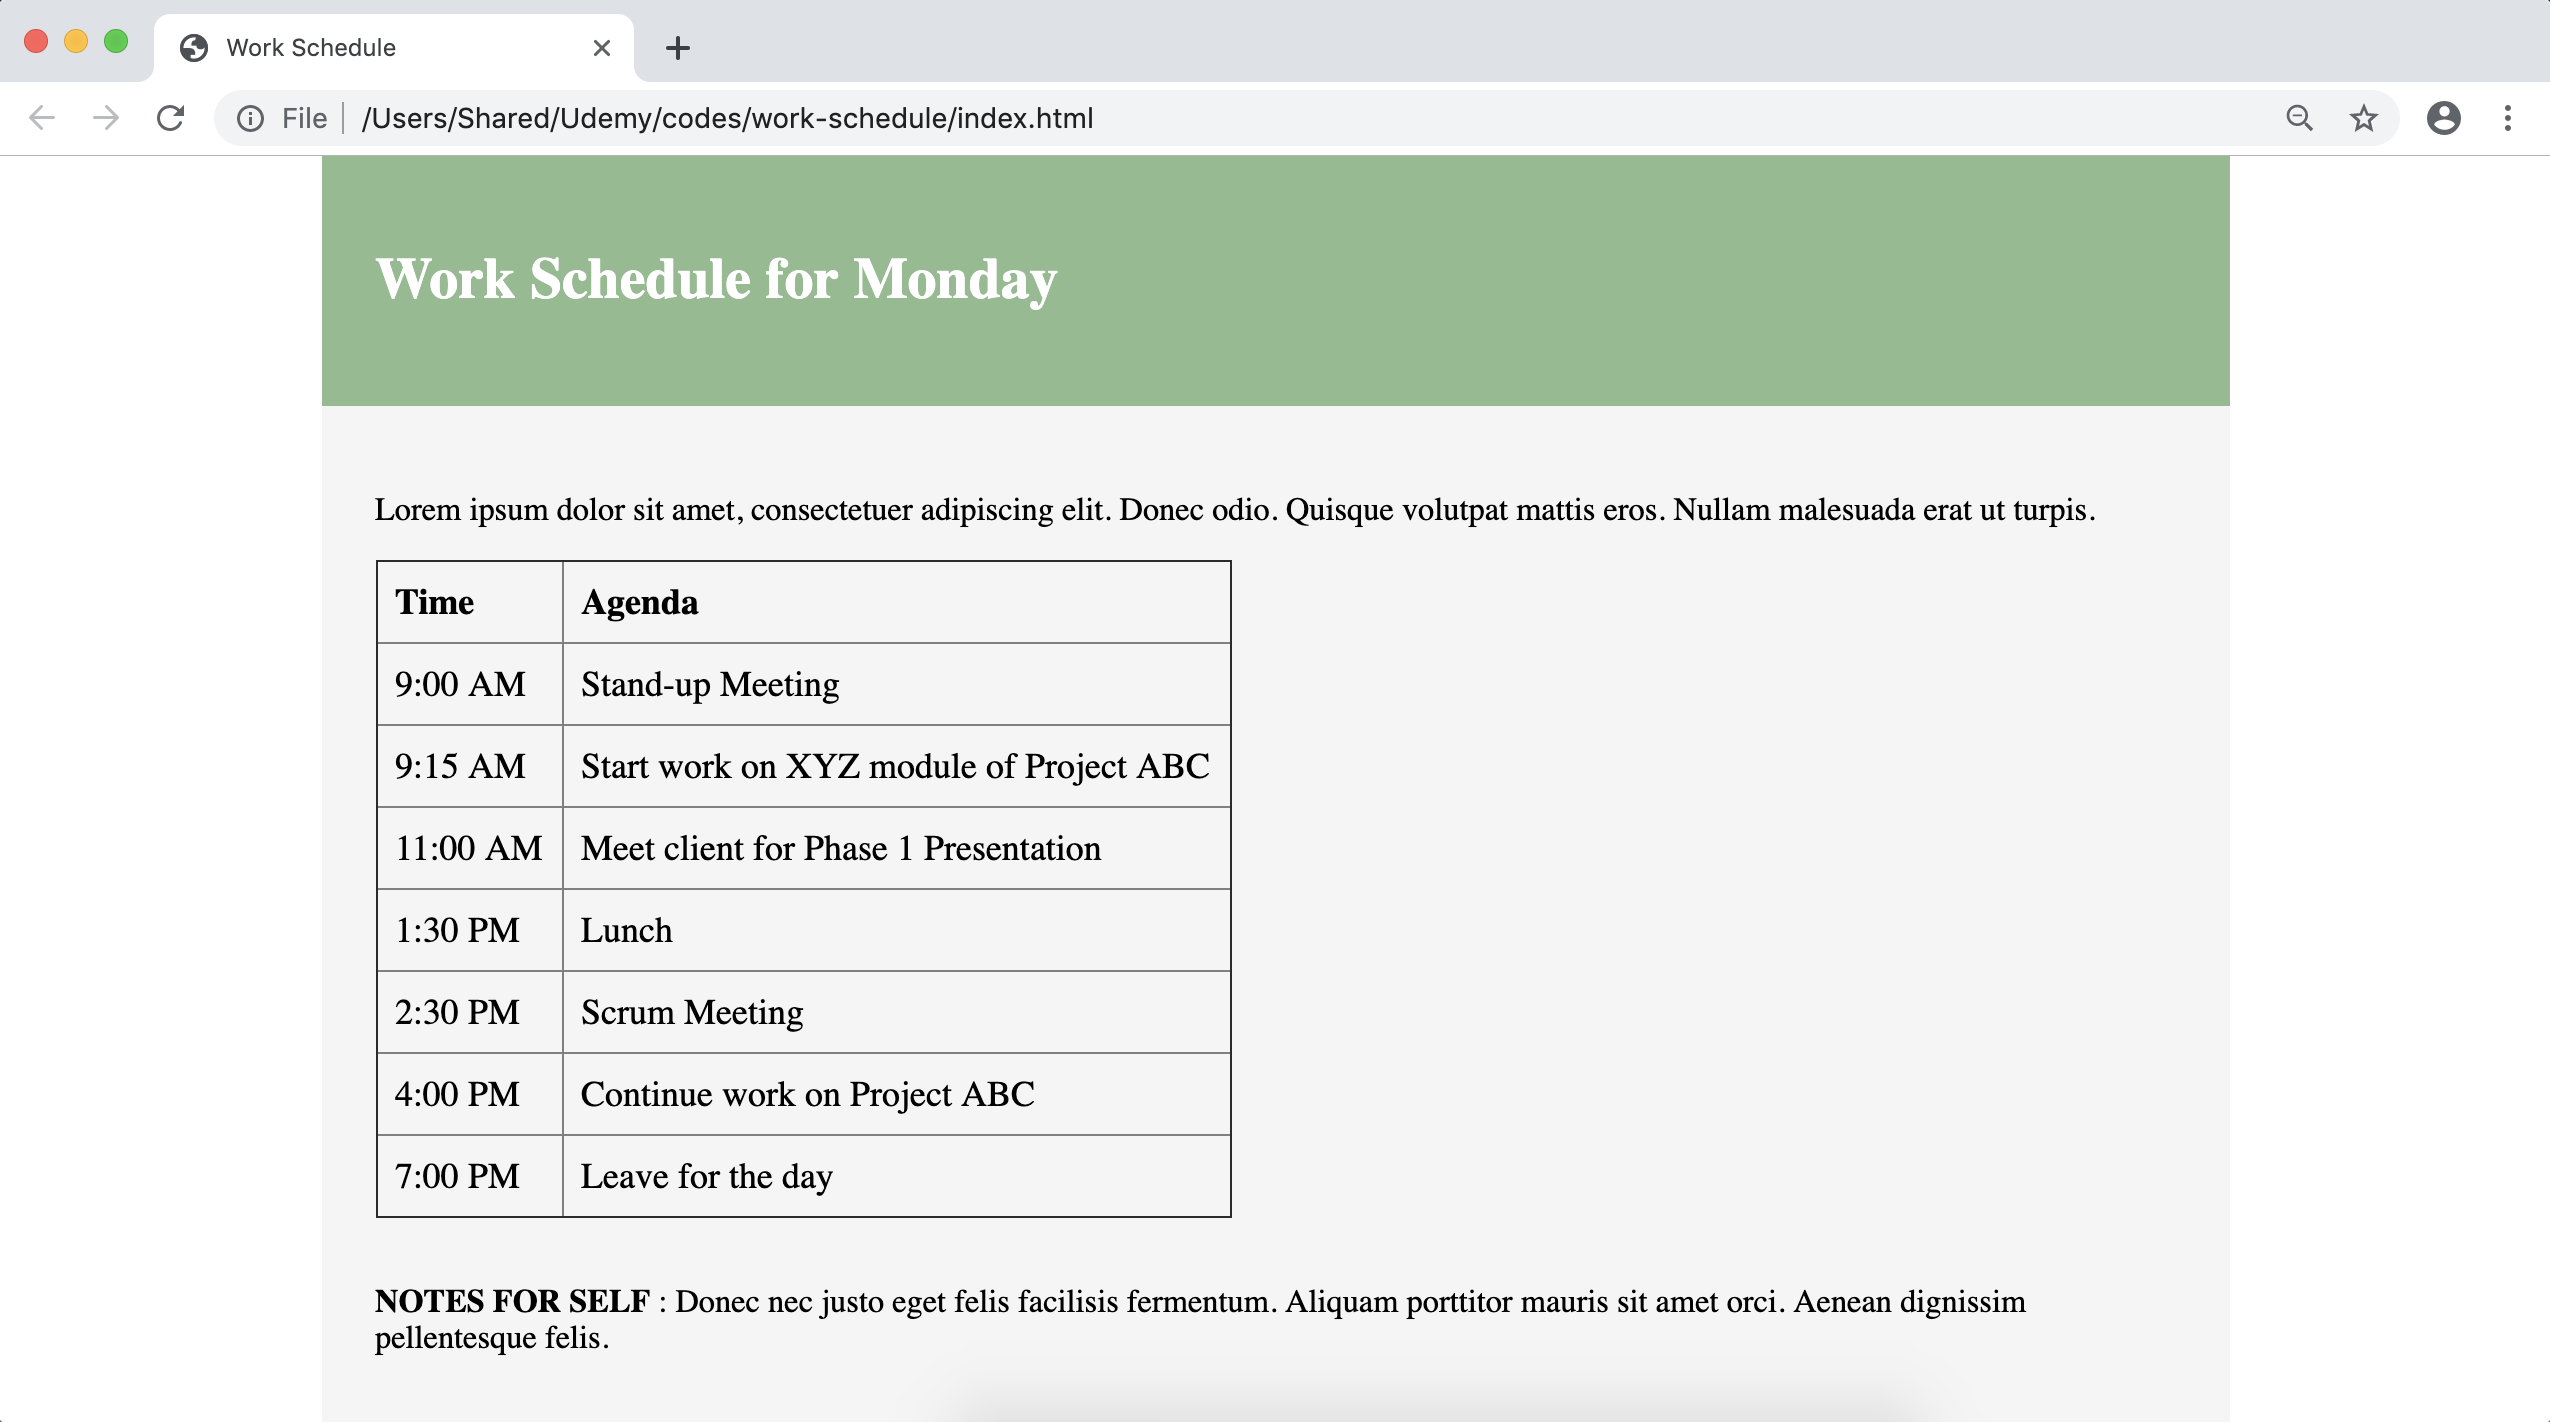 Work Schedule
File /Users/Shared/Udemy/codes/work-schedule/index.html
Work Schedule for Monday
Lorem ipsum dolor sit amet, consectetuer adipiscing elit. Donec odio. Quisque volutpat mattis eros. Nullam malesuada erat ut turpis.
Time Agenda
9:00 AM Stand-up Meeting
9:15 AM Start work on XYZ module of Project ABC
11:00 AM Meet client for Phase 1 Presentation
1:30 PM Lunch
2:30 PM Scrum Meeting
4:00 PM Continue work on Project ABC
7:00 PM Leave for the day
NOTES FOR SELF : Donec nec justo eget felis facilisis fermentum. Aliquam porttitor mauris sit amet orci. Aenean dignissim
pellentesque felis.